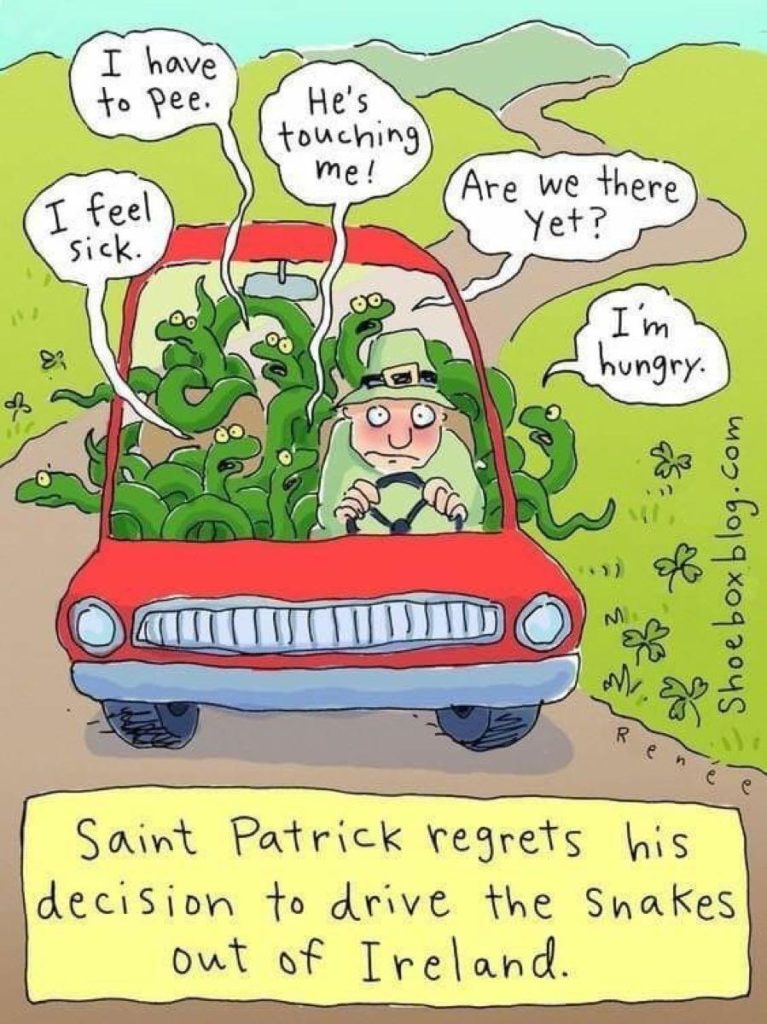 I have
to pee.
He's
touching
me!
I feel
sick.
Are we there
yet?
I'm
hungry.
Shoeboxblog.com
Renée
Saint Patrick regrets his
decision to drive the snakes
out of Ireland.